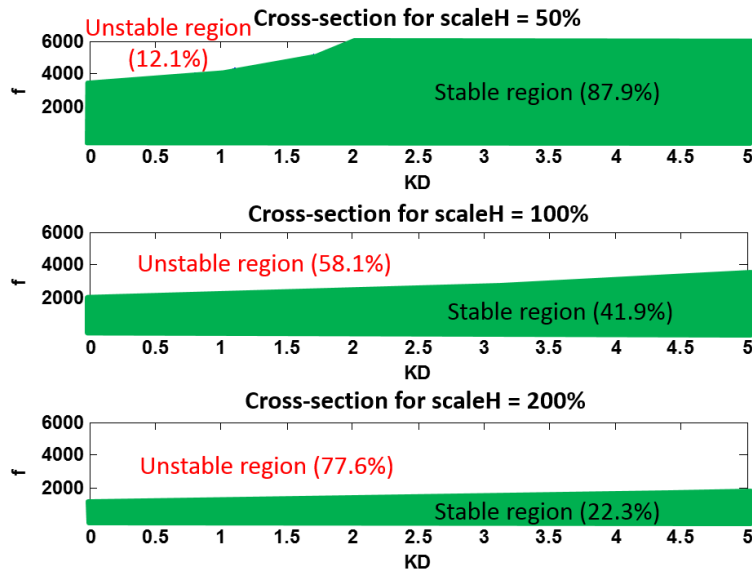 Cross-section for scaleH = 50%
Unstable region
(12.1%)
6000
4000
2000
f
Stable region (87.9%)
0 0.5 1 1.5 2 2.5 3 3.5 4 4.5 5
KD
Cross-section for scaleH = 100%
6000
4000
2000
f
Unstable region (58.1%)
Stable region (41.9%)
0 0.5 1 1.5 2 2.5 3 3.5 4 4.5 5
KD
Cross-section for scaleH = 200%
6000
4000
2000
f
Unstable region (77.6%)
Stable region (22.3%)
0 0.5 1 1.5 2 2.5 3 3.5 4 4.5 5
KD